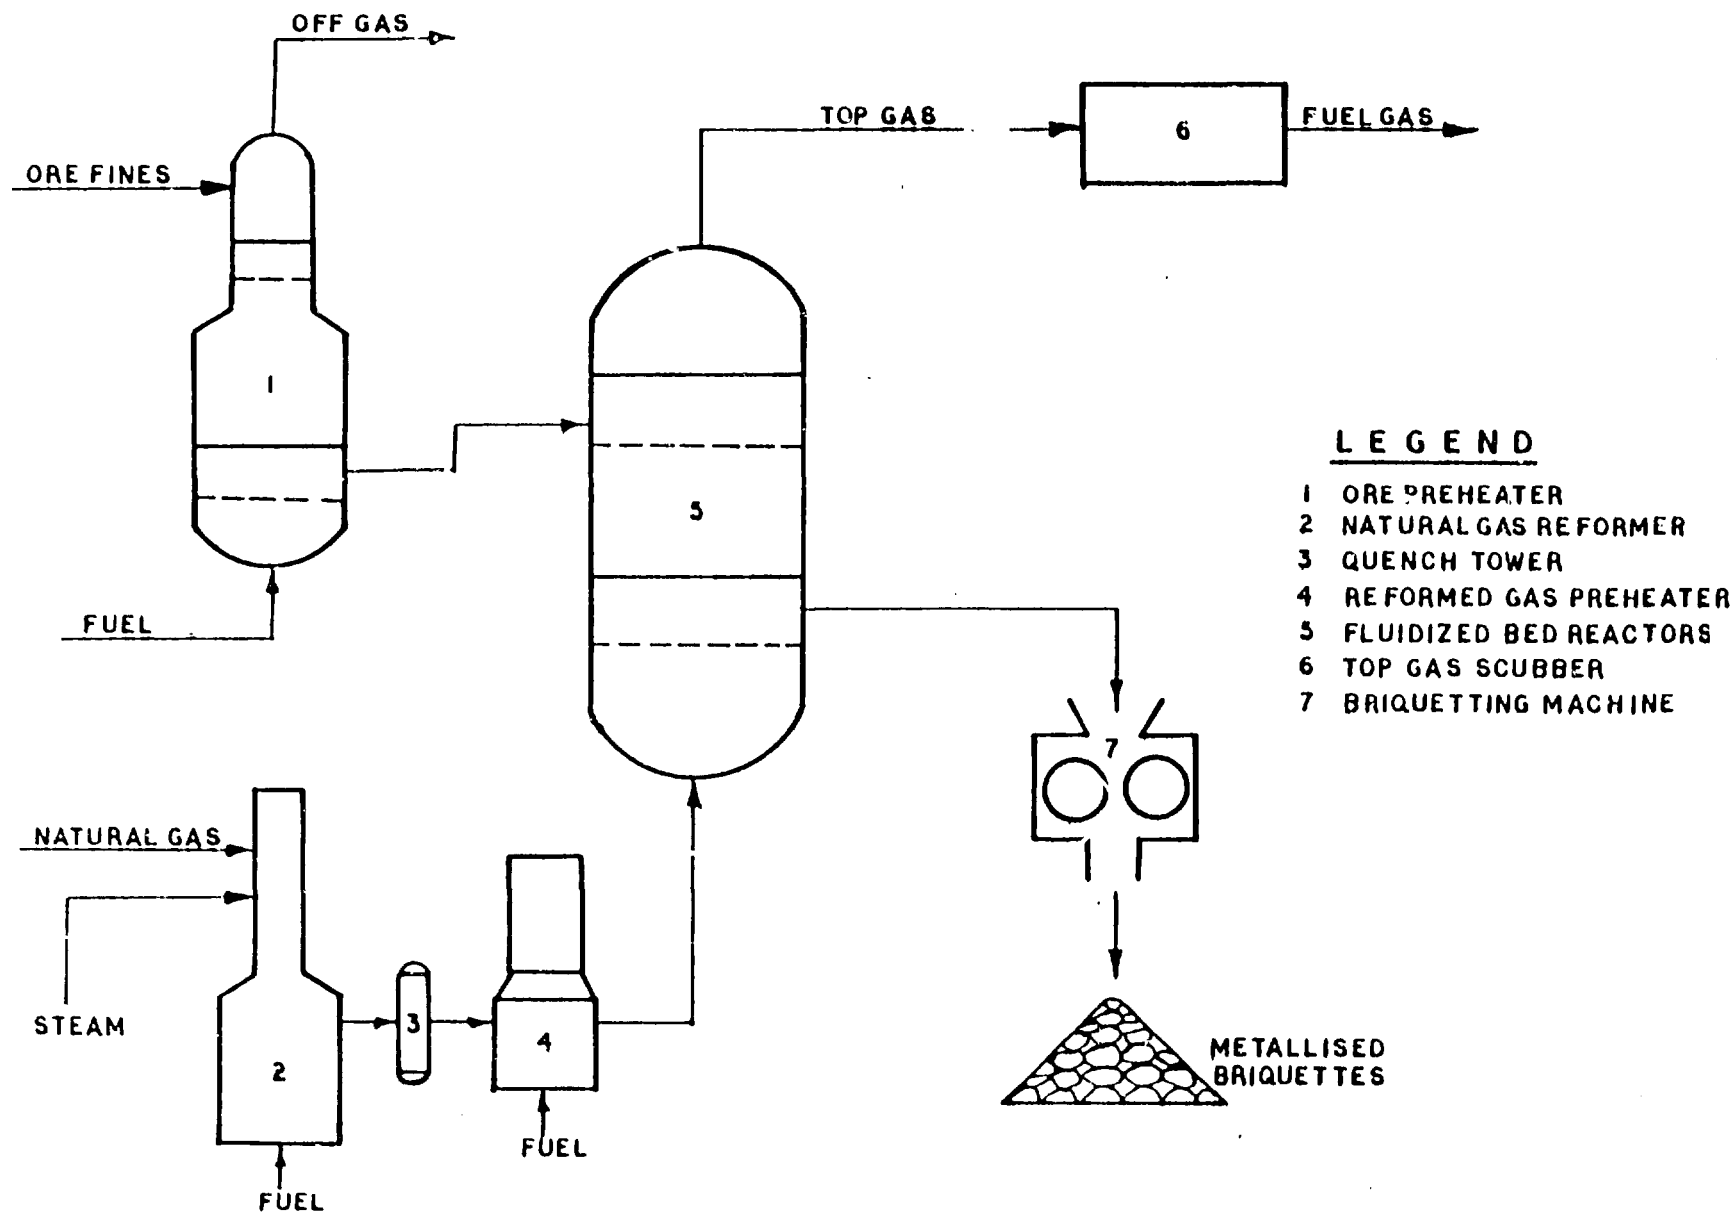 OFF GAS
ORE FINES
TOP GAS
6
FUEL GAS
1
5
FUEL
LEGEND
1 ORE PREHEATER
2 NATURAL GAS REFORMER
3 QUENCH TOWER
4 REFORMED GAS PREHEATER
5 FLUIDIZED BED REACTORS
6 TOP GAS SCUBBER
7 BRIQUETTING MACHINE
7
NATURAL GAS
STEAM
2
3
4
FUEL
FUEL
METALLISED
BRIQUETTES